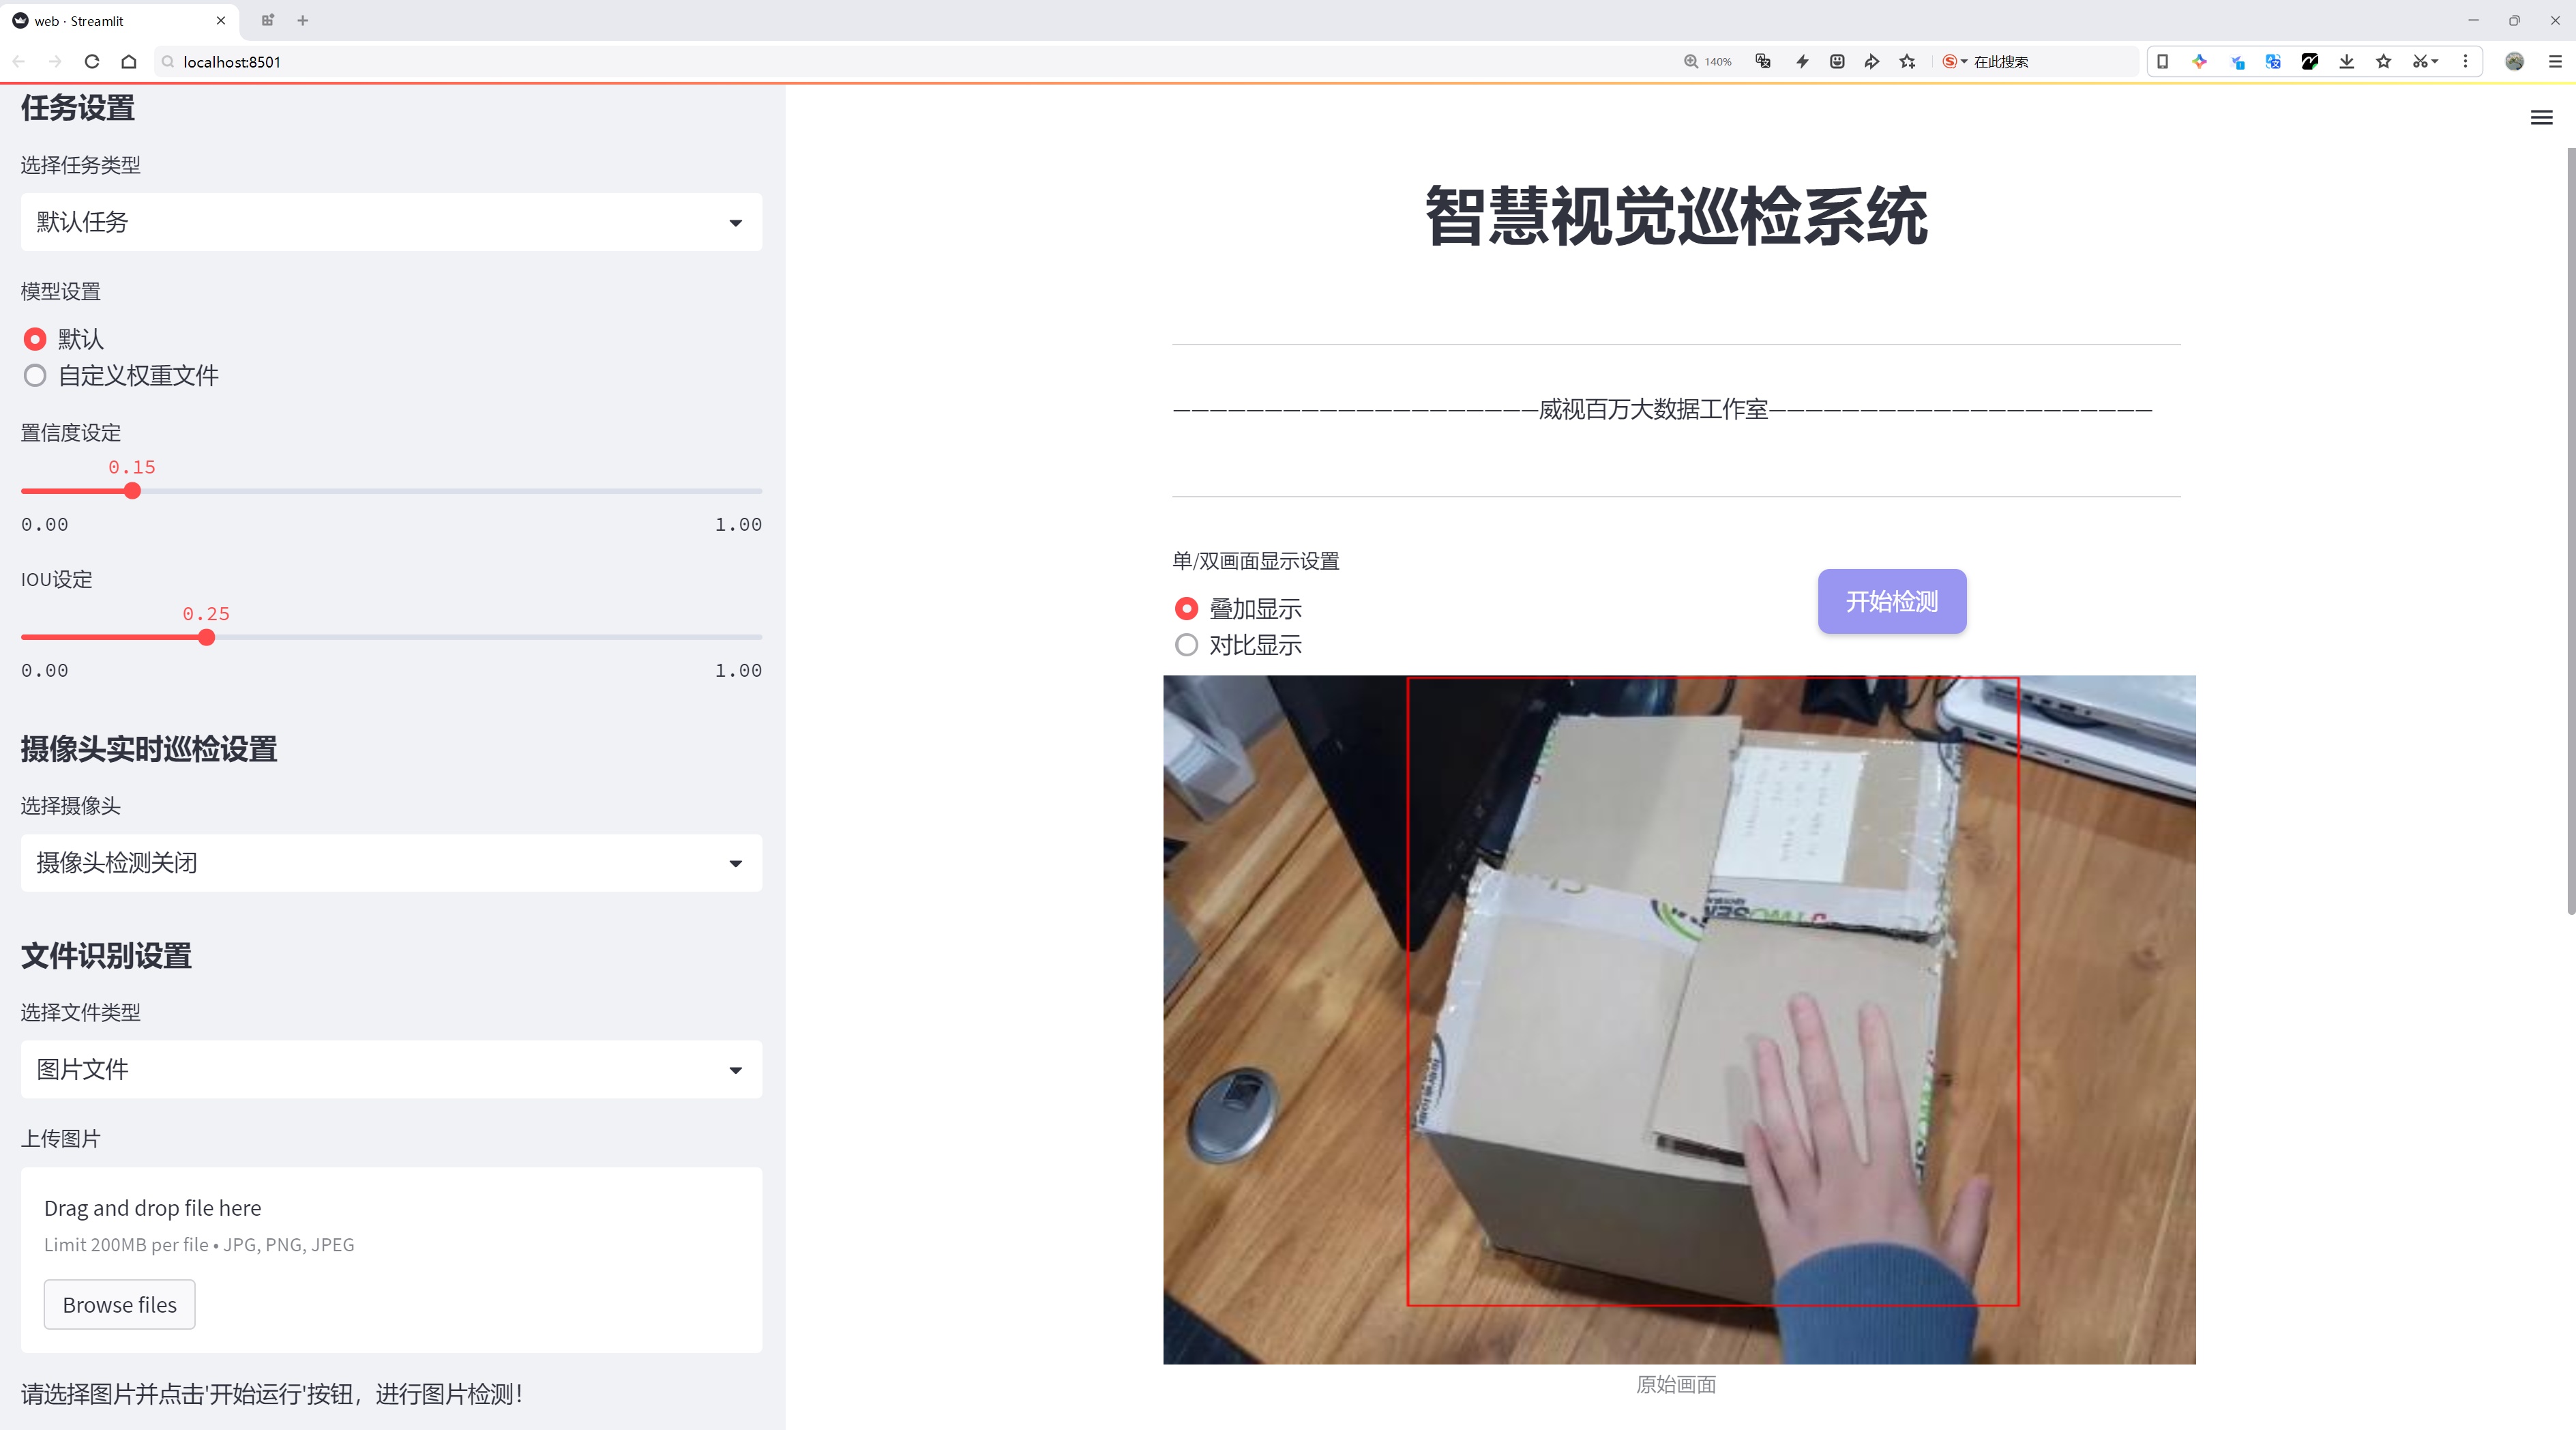 web · Streamlit
localhost:8501
140%
在此搜索
任务设置
选择任务类型
默认任务
模型设置
默认
自定义权重文件
置信度设定
0.15
0.00
1.00
IOU设定
0.25
0.00
1.00
摄像头实时巡检设置
选择摄像头
摄像头检测关闭
文件识别设置
选择文件类型
图片文件
上传图片
Drag and drop file here
Limit 200MB per file • JPG, PNG, JPEG
Browse files
请选择图片并点击'开始运行'按钮，进行图片检测！
智慧视觉巡检系统
————————————————————威视百万大数据工作室—————————————————————
单/双画面显示设置
叠加显示
对比显示
开始检测
原始画面